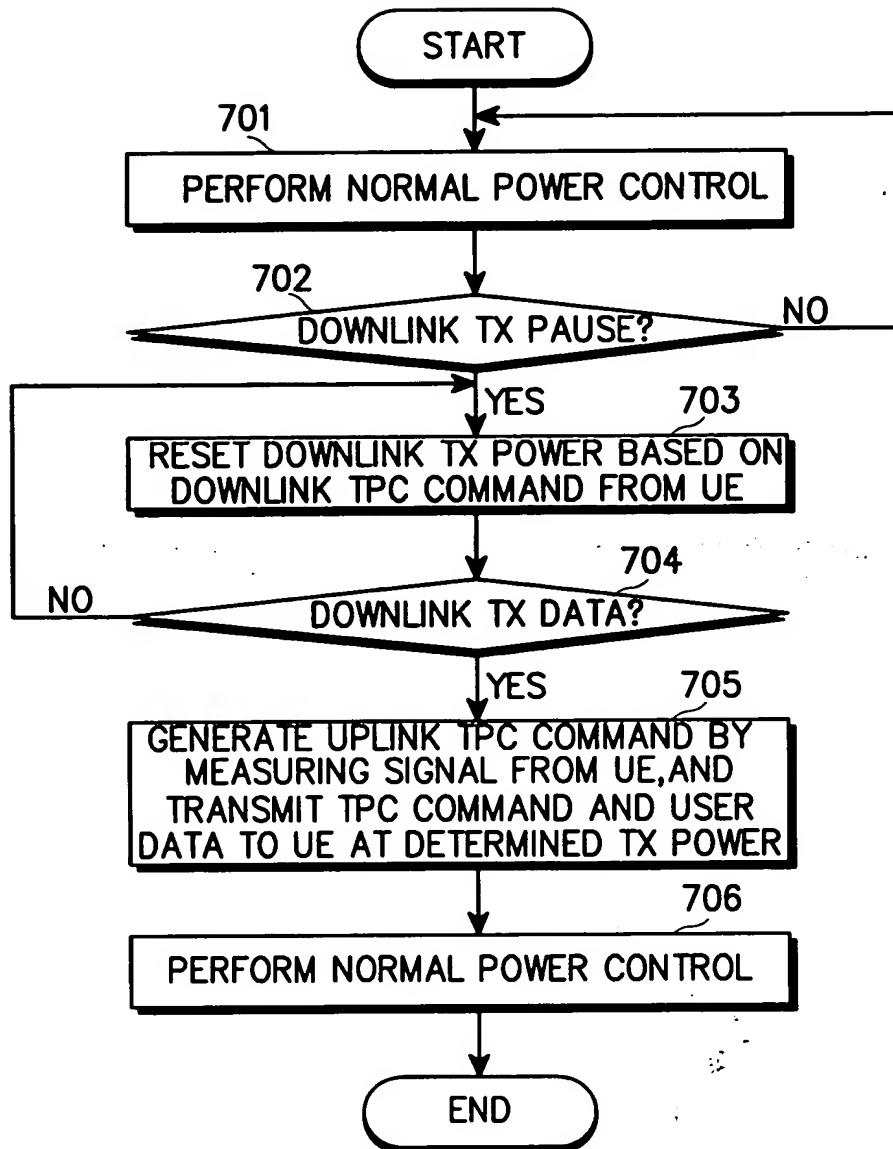 START
701
PERFORM NORMAL POWER CONTROL
702
DOWNLINK TX PAUSE?
NO
YES
703
RESET DOWNLINK TX POWER BASED ON
DOWNLINK TPC COMMAND FROM UE
704
NO
DOWNLINK TX DATA?
YES
705
GENERATE UPLINK TPC COMMAND BY
MEASURING SIGNAL FROM UE,AND
TRANSMIT TPC COMMAND AND USER
DATA TO UE AT DETERMINED TX POWER
706
PERFORM NORMAL POWER CONTROL
END